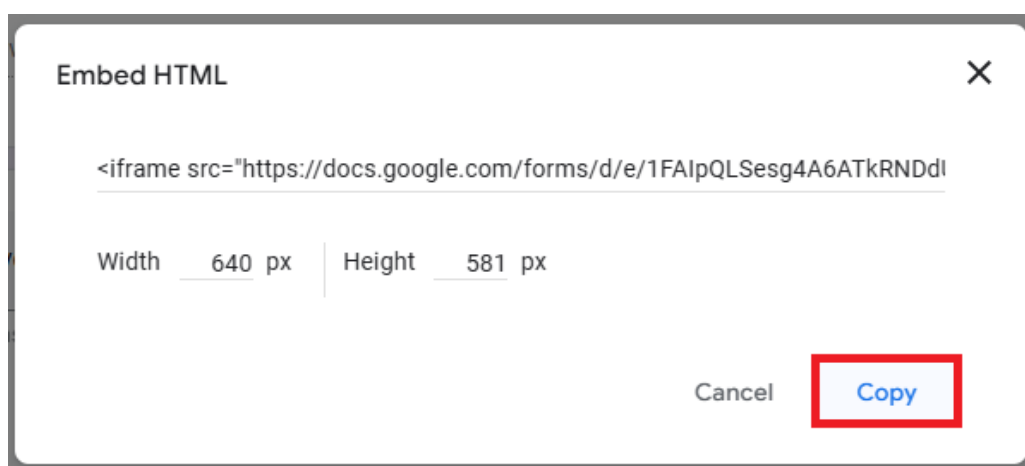 Embed HTML
<iframe src="https://docs.google.com/forms/d/e/1FAIpQLSesg4A6ATkRNDd
Width 640 px Height 581 px
Cancel Copy